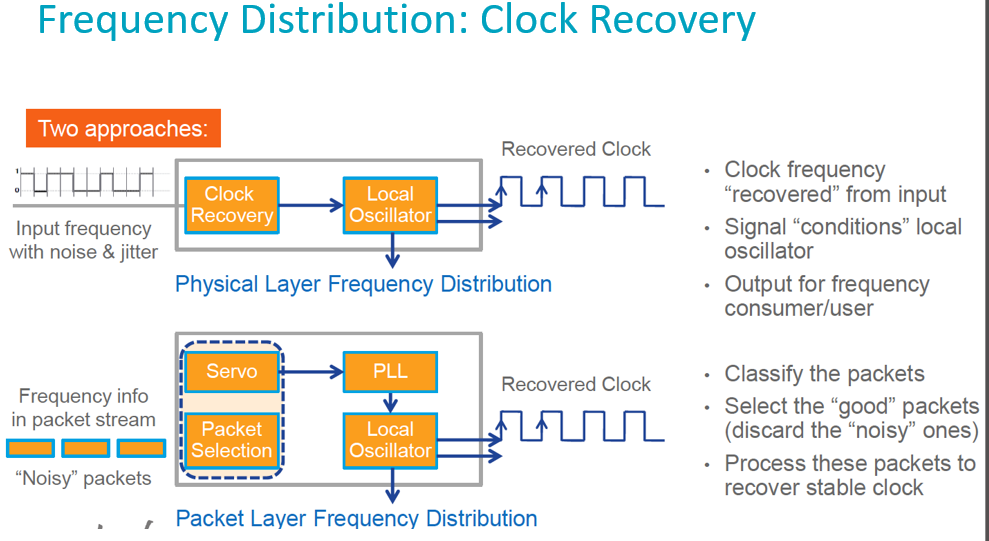 Frequency Distribution: Clock Recovery
Two approaches:
1
0
Input frequency
with noise & jitter
Clock
Recovery
Local
Oscillator
Recovered Clock
Physical Layer Frequency Distribution
• Clock frequency
“recovered” from input
• Signal “conditions” local
oscillator
• Output for frequency
consumer/user
Frequency info
in packet stream
“Noisy” packets
Servo
Packet
Selection
PLL
Local
Oscillator
Recovered Clock
Packet Layer Frequency Distribution
• Classify the packets
• Select the “good” packets
(discard the “noisy” ones)
• Process these packets to
recover stable clock